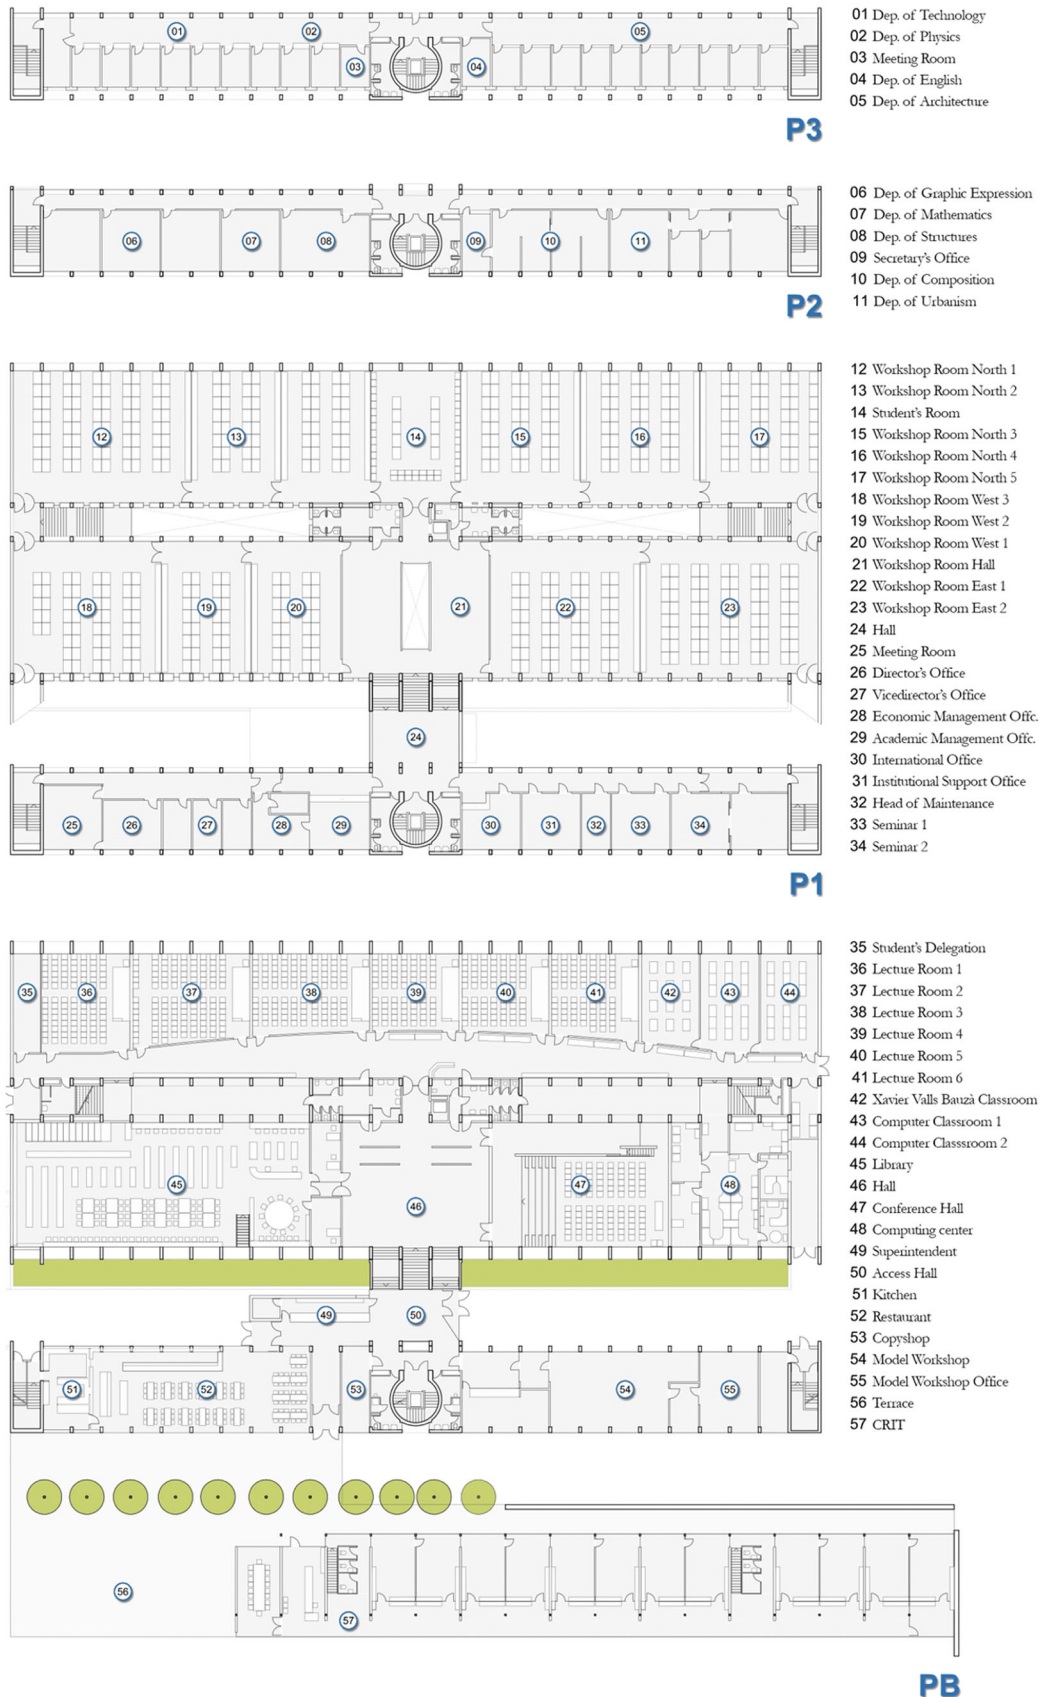 01 02 05
03 04
01 Dep. of Technology
02 Dep. of Physics
03 Meeting Room
04 Dep. of English
05 Dep. of Architecture
P3
06 07 08 09 10 11
06 Dep. of Graphic Expression
07 Dep. of Mathematics
08 Dep. of Structures
09 Secretary's Office
10 Dep. of Composition
11 Dep. of Urbanism
P2
12 13 14 15 16 17
18 19 20 21 22 23
24
25 26 27 28 29 30 31 32 33 34
12 Workshop Room North 1
13 Workshop Room North 2
14 Student's Room
15 Workshop Room North 3
16 Workshop Room North 4
17 Workshop Room North 5
18 Workshop Room West 3
19 Workshop Room West 2
20 Workshop Room West 1
21 Workshop Room Hall
22 Workshop Room East 1
23 Workshop Room East 2
24 Hall
25 Meeting Room
26 Director's Office
27 Vicedirector's Office
28 Economic Management Offc.
29 Academic Management Offc.
30 International Office
31 Institutional Support Office
32 Head of Maintenance
33 Seminar 1
34 Seminar 2
P1
35 36 37 38 39 40 41 42 43 44
45 46 47 48
49 50
51 52 53 54 55
56 57
35 Student's Delegation
36 Lecture Room 1
37 Lecture Room 2
38 Lecture Room 3
39 Lecture Room 4
40 Lecture Room 5
41 Lecture Room 6
42 Xavier Valls Bauzà Classroom
43 Computer Classroom 1
44 Computer Classsroom 2
45 Library
46 Hall
47 Conference Hall
48 Computing center
49 Superintendent
50 Access Hall
51 Kitchen
52 Restaurant
53 Copyshop
54 Model Workshop
55 Model Workshop Office
56 Terrace
57 CRIT
PB